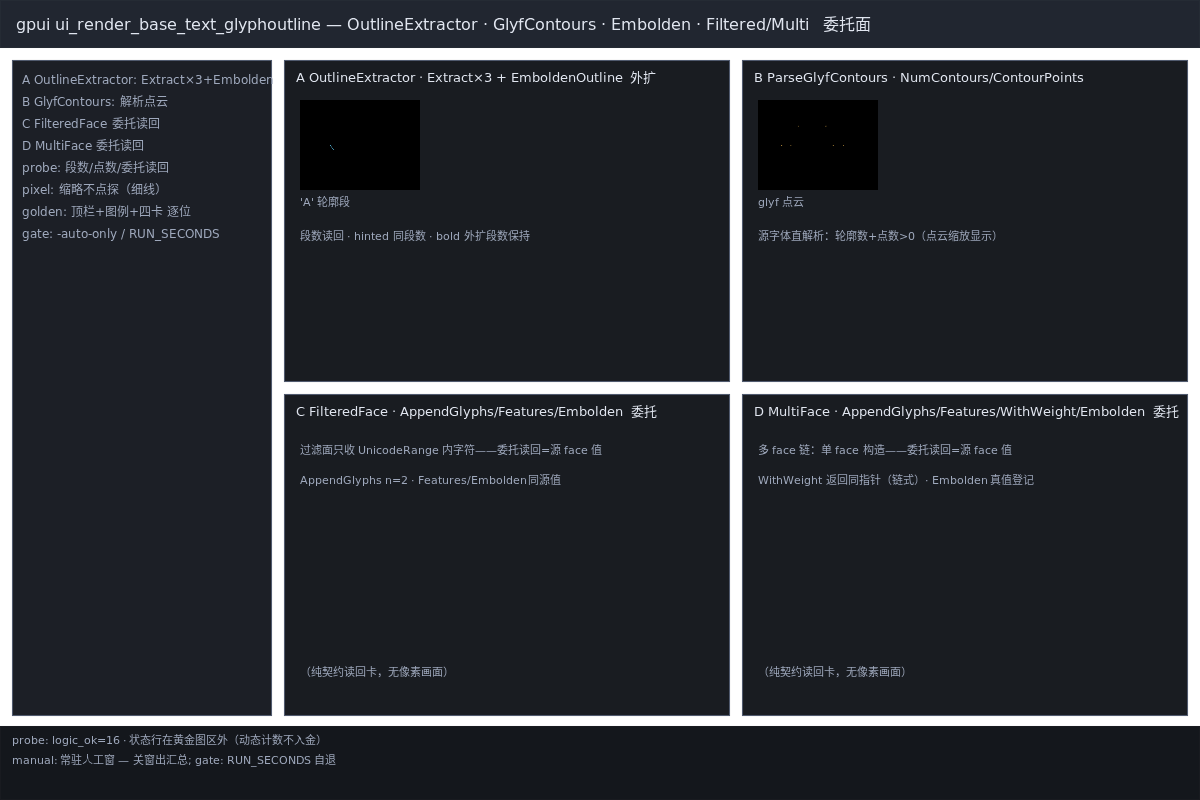 gpui ui_render_base_text_glyphoutline — OutlineExtractor · GlyfContours · Embolden · Filtered/Multi 委托面
A OutlineExtractor: Extract×3+Embolden
B GlyfContours: 解析点云
C FilteredFace 委托读回
D MultiFace 委托读回
probe: 段数/点数/委托读回
pixel: 缩略不点探（细线）
golden: 顶栏+图例+四卡 逐位
gate: -auto-only / RUN_SECONDS
A OutlineExtractor · Extract×3 + EmboldenOutline 外扩
'A' 轮廓段
段数读回 · hinted 同段数 · bold 外扩段数保持
B ParseGlyfContours · NumContours/ContourPoints
glyf 点云
源字体直解析：轮廓数+点数>0（点云缩放显示）
C FilteredFace · AppendGlyphs/Features/Embolden 委托
过滤面只收 UnicodeRange 内字符——委托读回=源 face 值
AppendGlyphs n=2 · Features/Embolden同源值
（纯契约读回卡，无像素画面）
D MultiFace · AppendGlyphs/Features/WithWeight/Embolden 委托
多 face 链：单 face 构造——委托读回=源 face 值
WithWeight 返回同指针（链式）· Embolden真值登记
（纯契约读回卡，无像素画面）
probe: logic_ok=16 · 状态行在黄金图区外（动态计数不入金）
manual: 常驻人工窗 — 关窗出汇总; gate: RUN_SECONDS 自退